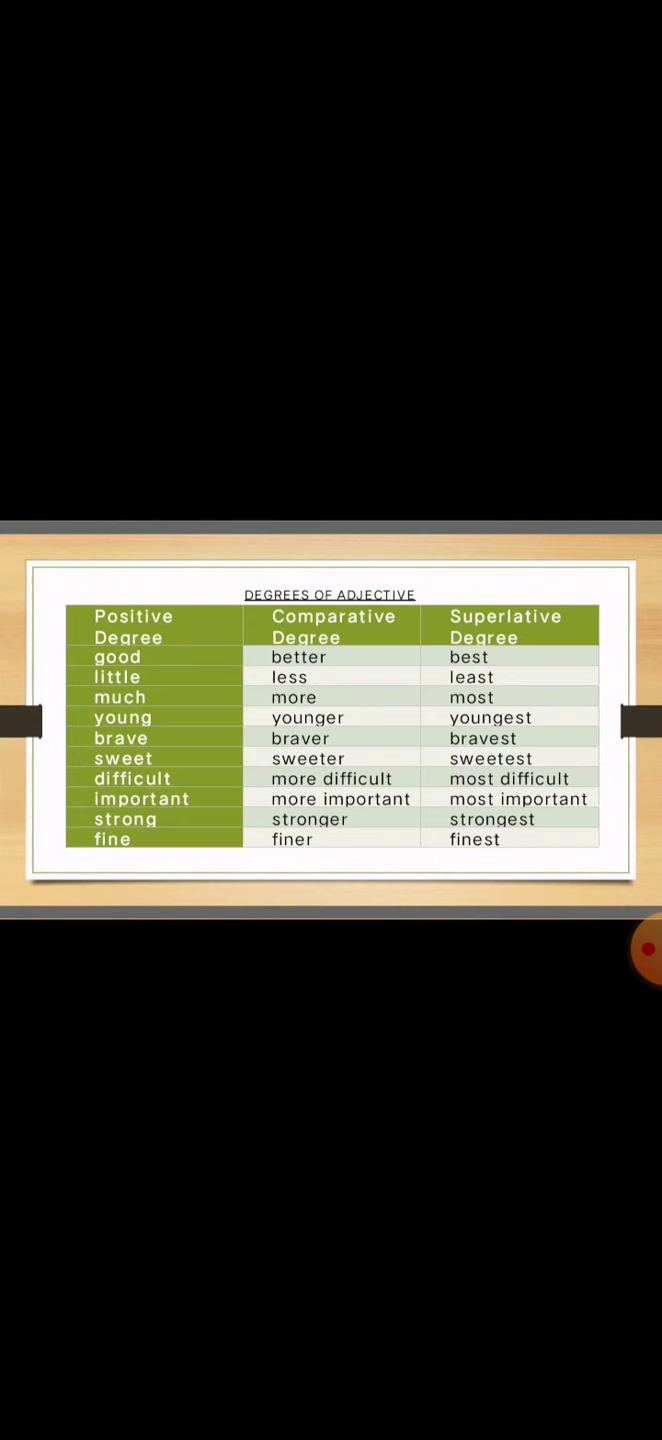 DEGREES OF ADJECTIVE
Positive Degree Comparative Degree Superlative Degree
good better best
little less least
much more most
young younger youngest
brave braver bravest
sweet sweeter sweetest
difficult more difficult most difficult
important more important most important
strong stronger strongest
fine finer finest